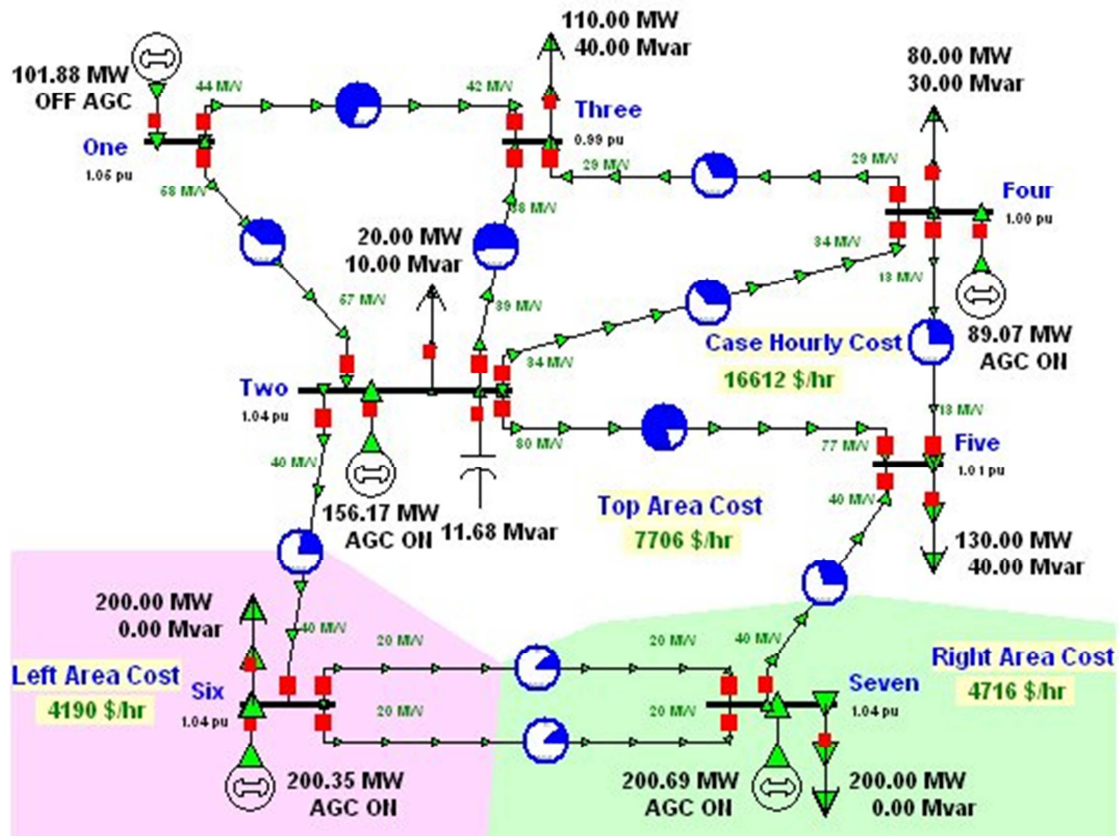 110.00 MW
40.00 Mvar
80.00 MW
30.00 Mvar
101.88 MW
OFF AGC
44 MW
42 MW
Three
0.99 pu
One
1.05 pu
29 MW
29 MW
Four
1.00 pu
58 MW
38 MW
20.00 MW
10.00 Mvar
34 MW
13 MW
57 MW
39 MW
Case Hourly Cost
16612 $/hr
89.07 MW
AGC ON
34 MW
Two
1.04 pu
80 MW
77 MW
13 MW
Five
1.01 pu
40 MW
40 MW
156.17 MW
AGC ON
11.68 Mvar
Top Area Cost
7706 $/hr
130.00 MW
40.00 Mvar
200.00 MW
0.00 Mvar
40 MW
20 MW
20 MW
40 MW
Left Area Cost
4190 $/hr
Six
1.04 pu
Right Area Cost
4716 $/hr
Seven
1.04 pu
20 MW
20 MW
200.35 MW
AGC ON
200.69 MW
AGC ON
200.00 MW
0.00 Mvar